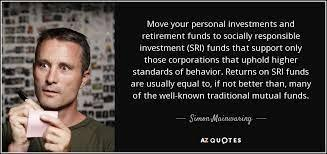 Move your personal investments and
retirement funds to socially responsible
investment (SRI) funds that support only
those corporations that uphold higher
standards of behavior. Returns on SRI funds
are usually equal to, if not better than, many
of the well-known traditional mutual funds.
Simon Mainwaring
AZ QUOTES